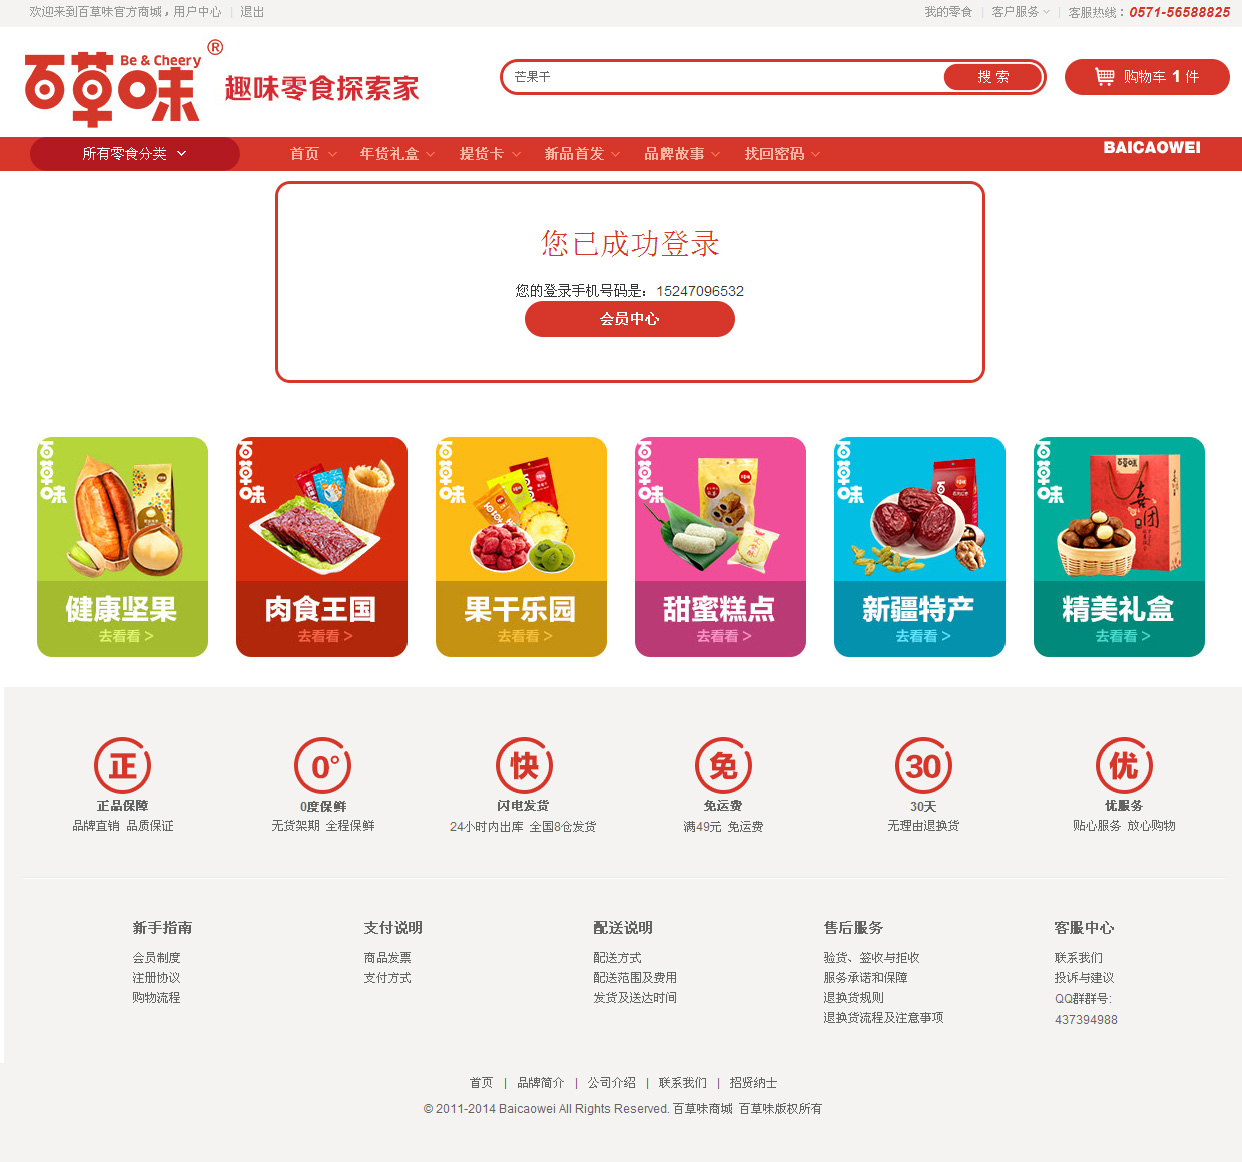 欢迎来到百草味官方商城，用户中心 | 退出
我的零食 | 客户服务 | 客服热线：0571-56588825
百草味 Be & Cheery ® 趣味零食探索家
芒果干 搜 索
购物车 1 件
所有零食分类 首页 年货礼盒 提货卡 新品首发 品牌故事 找回密码 BAICAOWEI
您已成功登录
您的登录手机号码是：15247096532
会员中心
百草味 百草味 百草味 百草味 百草味 百草味
健康坚果 肉食王国 果干乐园 甜蜜糕点 新疆特产 精美礼盒
去看看 > 去看看 > 去看看 > 去看看 > 去看看 > 去看看 >
正 0° 快 免 30 优
正品保障 0度保鲜 闪电发货 免运费 30天 优服务
品牌直销 品质保证 无货架期 全程保鲜 24小时内出库 全国8仓发货 满49元 免运费 无理由退换货 贴心服务 放心购物
新手指南
会员制度
注册协议
购物流程
支付说明
商品发票
支付方式
配送说明
配送方式
配送范围及费用
发货及送达时间
售后服务
验货、签收与拒收
服务承诺和保障
退换货规则
退换货流程及注意事项
客服中心
联系我们
投诉与建议
QQ群群号:
437394988
首页 | 品牌简介 | 公司介绍 | 联系我们 | 招贤纳士
© 2011-2014 Baicaowei All Rights Reserved. 百草味商城 百草味版权所有